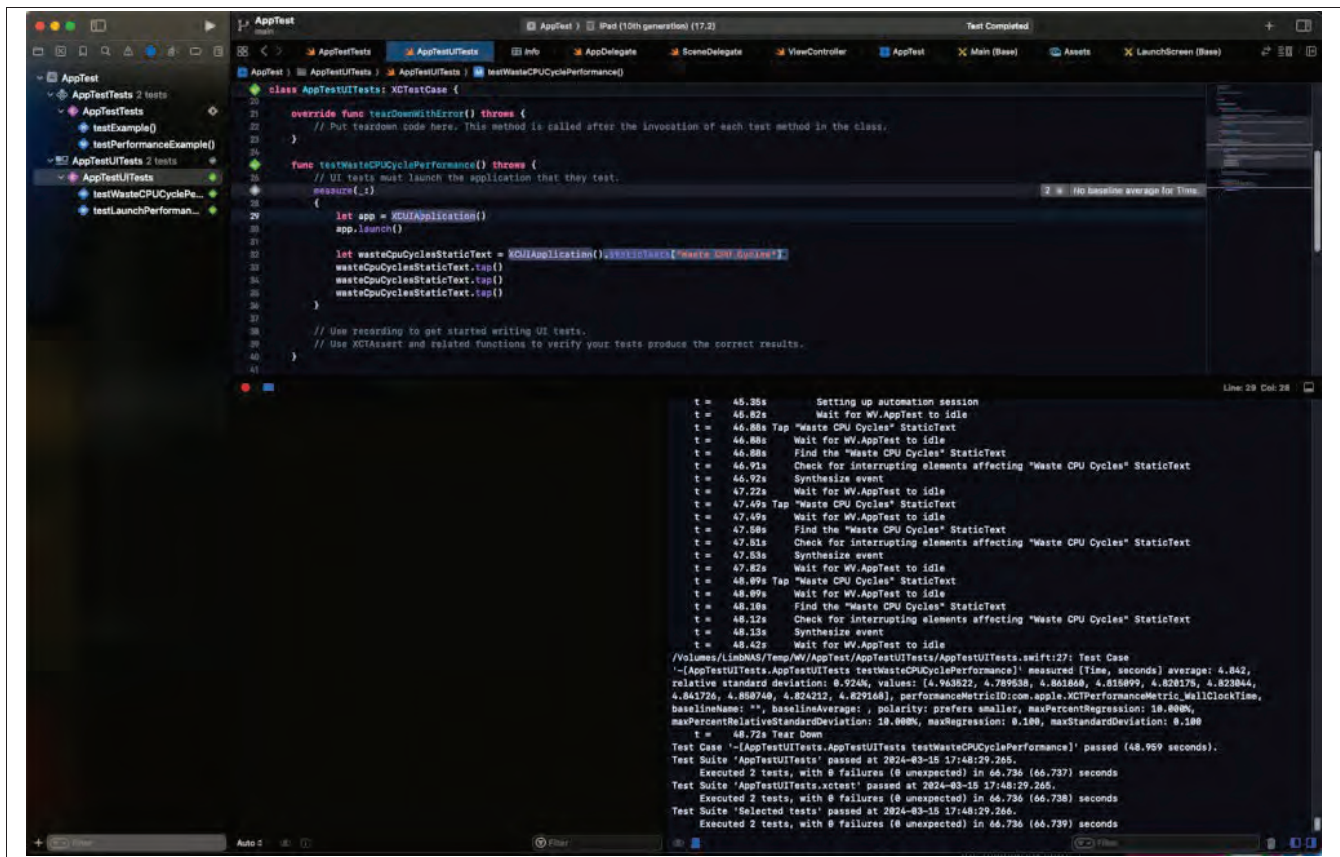 AppTest
main
AppTest
iPad (10th generation) (17.2)
Test Completed
AppTestTests
AppTestUITests
Info
AppDelegate
SceneDelegate
ViewController
AppTest
Main (Base)
Assets
LaunchScreen (Base)
AppTest
AppTestTests 2 tests
AppTestTests
testExample()
testPerformanceExample()
AppTestUITests 2 tests
AppTestUITests
testWasteCPUCyclePe...
testLaunchPerforman...
AppTest
AppTestUITests
AppTestUITests
testWasteCPUCyclePerformance()
class AppTestUITests: XCTestCase {
20
21 override func tearDownWithError() throws {
22 // Put teardown code here. This method is called after the invocation of each test method in the class.
23 }
24
func testWasteCPUCyclePerformance() throws {
26 // UI tests must launch the application that they test.
measure(_:)
2 No baseline average for Time.
28 {
29 let app = XCUIApplication()
30 app.launch()
31
32 let wasteCpuCyclesStaticText = XCUIApplication().staticTexts["Waste CPU Cycles"]
33 wasteCpuCyclesStaticText.tap()
34 wasteCpuCyclesStaticText.tap()
35 wasteCpuCyclesStaticText.tap()
36 }
37
38 // Use recording to get started writing UI tests.
39 // Use XCTAssert and related functions to verify your tests produce the correct results.
40 }
41
Line: 29 Col: 28
t = 45.35s Setting up automation session
t = 45.82s Wait for WV.AppTest to idle
t = 46.88s Tap "Waste CPU Cycles" StaticText
t = 46.88s Wait for WV.AppTest to idle
t = 46.88s Find the "Waste CPU Cycles" StaticText
t = 46.91s Check for interrupting elements affecting "Waste CPU Cycles" StaticText
t = 46.92s Synthesize event
t = 47.22s Wait for WV.AppTest to idle
t = 47.49s Tap "Waste CPU Cycles" StaticText
t = 47.49s Wait for WV.AppTest to idle
t = 47.50s Find the "Waste CPU Cycles" StaticText
t = 47.51s Check for interrupting elements affecting "Waste CPU Cycles" StaticText
t = 47.53s Synthesize event
t = 47.82s Wait for WV.AppTest to idle
t = 48.09s Tap "Waste CPU Cycles" StaticText
t = 48.09s Wait for WV.AppTest to idle
t = 48.10s Find the "Waste CPU Cycles" StaticText
t = 48.12s Check for interrupting elements affecting "Waste CPU Cycles" StaticText
t = 48.13s Synthesize event
t = 48.42s Wait for WV.AppTest to idle
/Volumes/LimbNAS/Temp/WV/AppTest/AppTestUITests/AppTestUITests.swift:27: Test Case
'-[AppTestUITests.AppTestUITests testWasteCPUCyclePerformance]' measured [Time, seconds] average: 4.842,
relative standard deviation: 0.924%, values: [4.963522, 4.789538, 4.861860, 4.815099, 4.820175, 4.823044,
4.841726, 4.850740, 4.824212, 4.829168], performanceMetricID:com.apple.XCTPerformanceMetric_WallClockTime,
baselineName: "", baselineAverage: , polarity: prefers smaller, maxPercentRegression: 10.000%,
maxPercentRelativeStandardDeviation: 10.000%, maxRegression: 0.100, maxStandardDeviation: 0.100
t = 48.72s Tear Down
Test Case '-[AppTestUITests.AppTestUITests testWasteCPUCyclePerformance]' passed (48.959 seconds).
Test Suite 'AppTestUITests' passed at 2024-03-15 17:48:29.265.
Executed 2 tests, with 0 failures (0 unexpected) in 66.736 (66.737) seconds
Test Suite 'AppTestUITests.xctest' passed at 2024-03-15 17:48:29.265.
Executed 2 tests, with 0 failures (0 unexpected) in 66.736 (66.738) seconds
Test Suite 'Selected tests' passed at 2024-03-15 17:48:29.266.
Executed 2 tests, with 0 failures (0 unexpected) in 66.736 (66.739) seconds
Filter
Auto
Filter
Filter